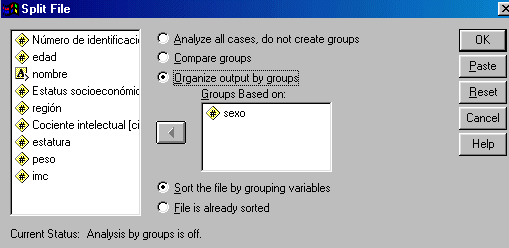 Split File
Número de identificaci
edad
nombre
Estatus socioeconómi
región
Cociente intelectual [ci
estatura
peso
imc
Analyze all cases, do not create groups
Compare groups
Organize output by groups
Groups Based on:
sexo
Sort the file by grouping variables
File is already sorted
OK
Paste
Reset
Cancel
Help
Current Status: Analysis by groups is off.